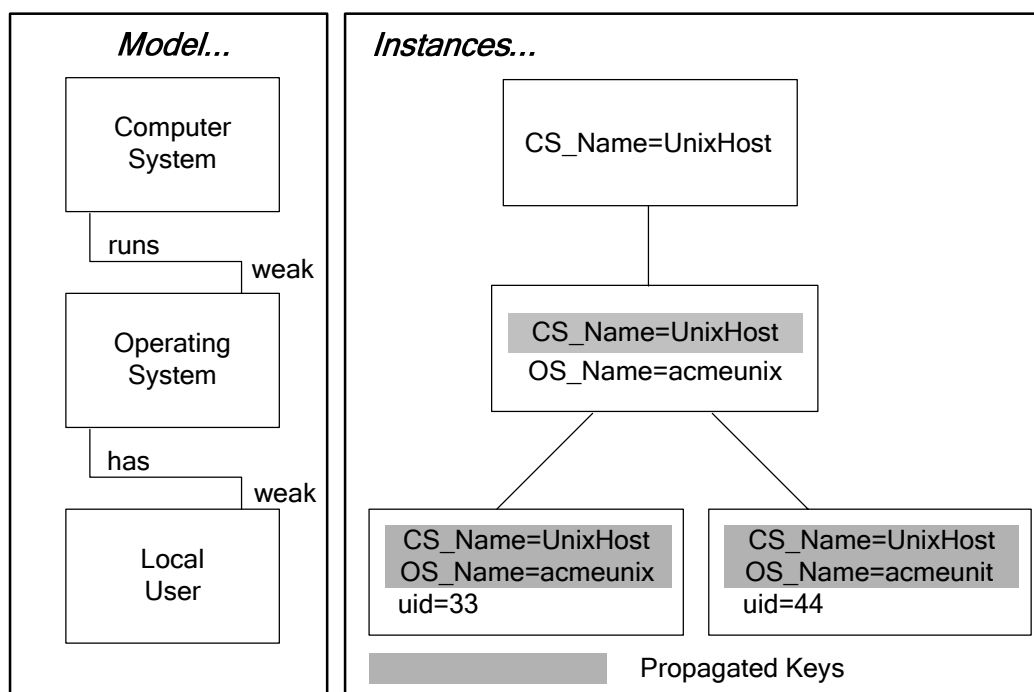 Model...
Computer
System
runs
weak
Operating
System
has
weak
Local
User
Instances...
CS_Name=UnixHost
CS_Name=UnixHost
OS_Name=acmeunix
CS_Name=UnixHost
OS_Name=acmeunix
uid=33
CS_Name=UnixHost
OS_Name=acmeunit
uid=44
Propagated Keys